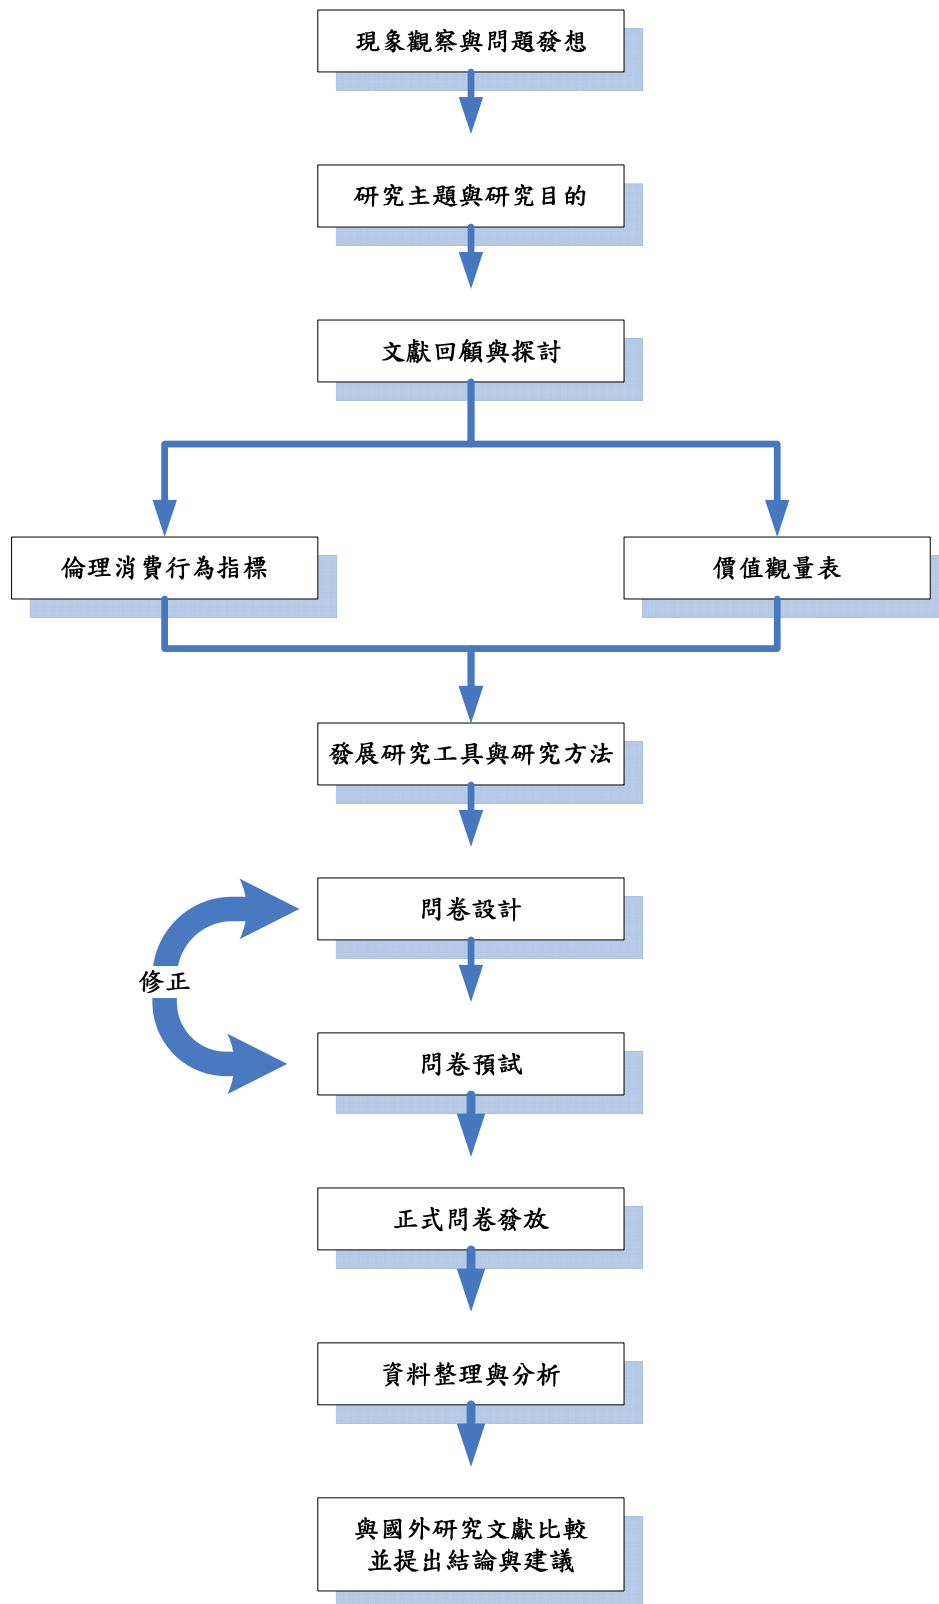 現象觀察與問題發想
研究主題與研究目的
文獻回顧與探討
倫理消費行為指標
價值觀量表
發展研究工具與研究方法
問卷設計
修正
問卷預試
正式問卷發放
資料整理與分析
與國外研究文獻比較
並提出結論與建議